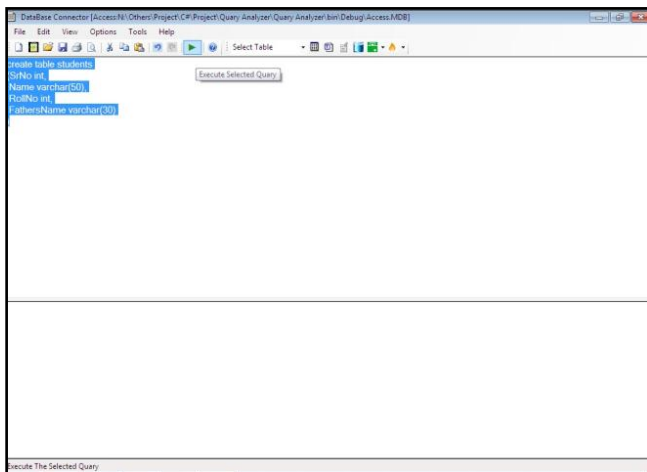 DataBase Connector [Access:N:\Others\Project\C#\Project\Quary Analyzer\Quary Analyzer\bin\Debug\Access.MDB]
File Edit View Options Tools Help
Select Table
Execute Selected Quary
create table students
(SrNo int,
Name varchar(50),
RollNo int,
FathersName varchar(30)
Execute The Selected Quary